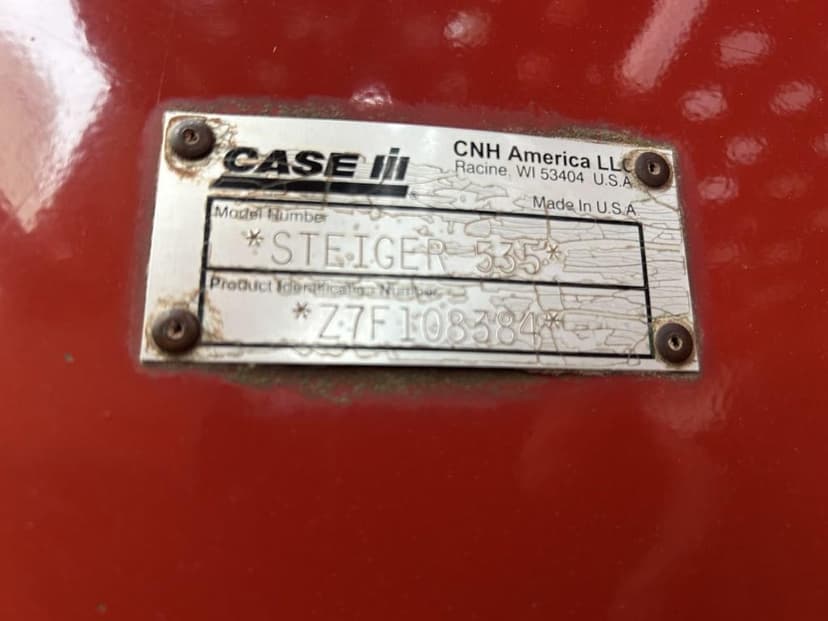 CASE IH
CNH America LLC
Racine, WI 53404 U.S.A.
Made in U.S.A.
Model Number
*STEIGER 535*
Product Identification Number
*Z7F108384*